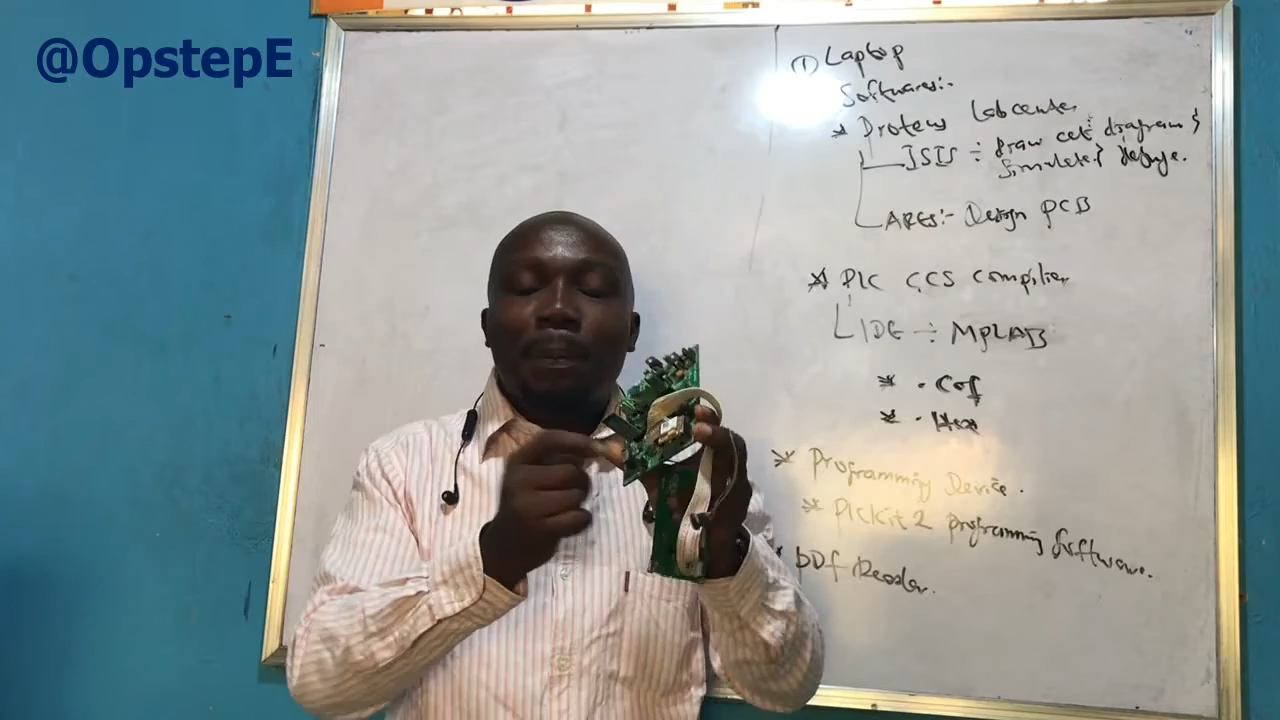 @OpstepE
① Laptop
Softwares:-
* Proteus Labcenter
ISIS ÷ Draw cct diagram &
Simulate &
ARES:- Design PCB
* PIC CCS Compiler
IDE ÷ MPLAB
* .Cof
* .Hex
* Programming Device.
* PICKit 2 programming Software.
* PDF Reader.